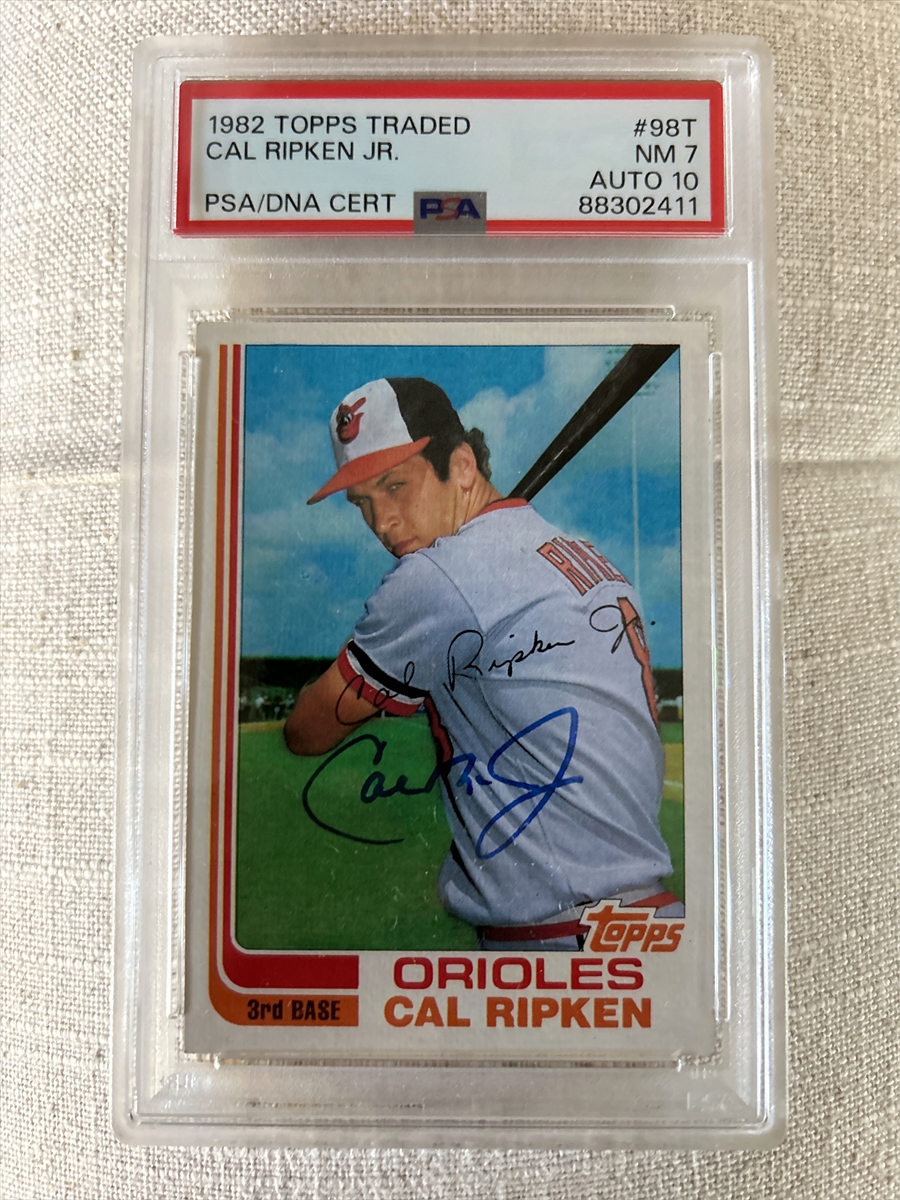 1982 TOPPS TRADED #98T
CAL RIPKEN JR. NM 7
AUTO 10
PSA/DNA CERT PSA 88302411
Cal Ripken Jr.
Topps
ORIOLES
3rd BASE CAL RIPKEN